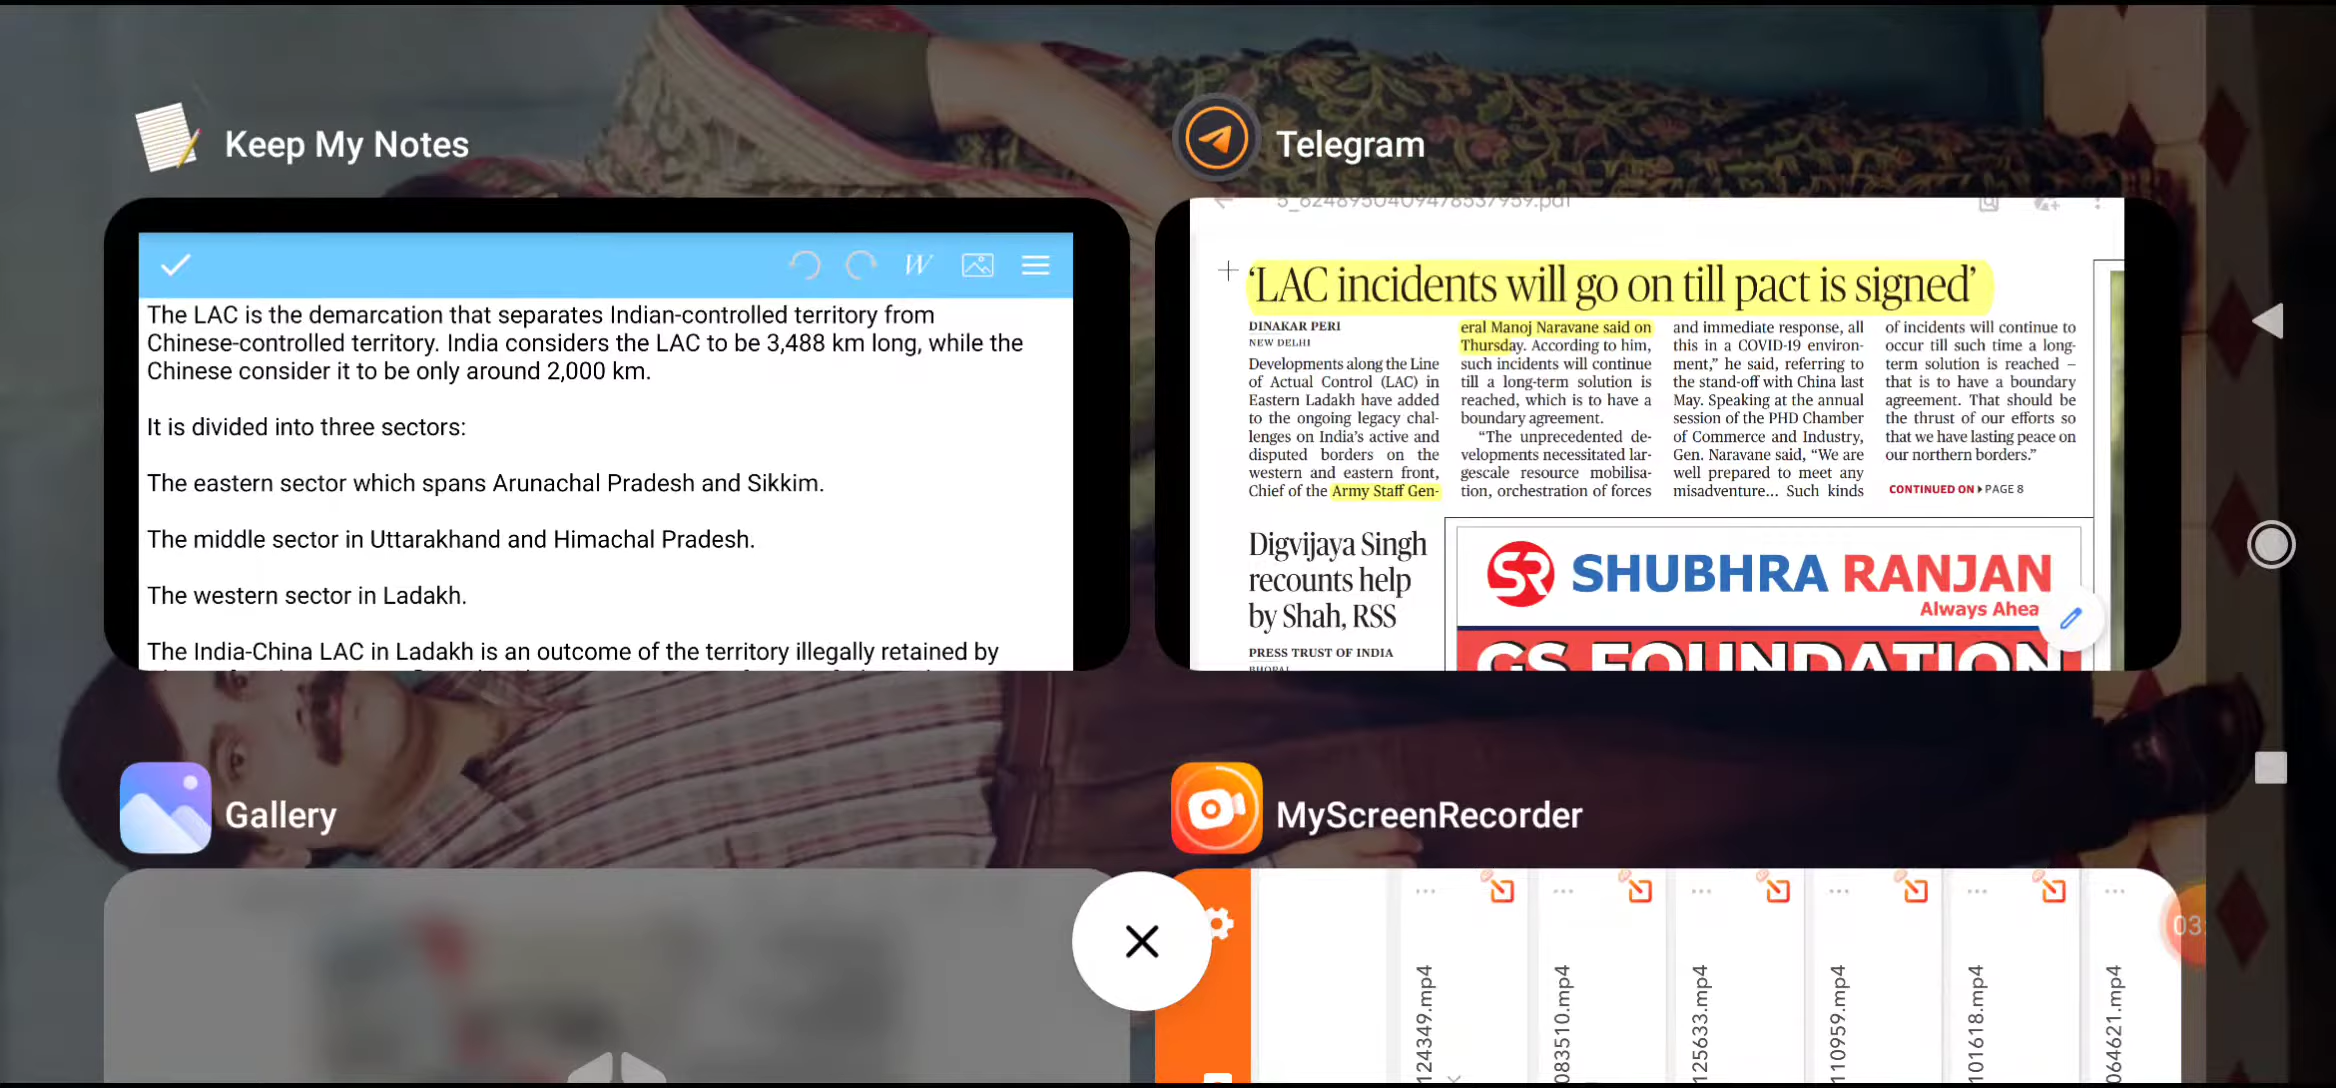 Keep My Notes
The LAC is the demarcation that separates Indian-controlled territory from
Chinese-controlled territory. India considers the LAC to be 3,488 km long, while the
Chinese consider it to be only around 2,000 km.
It is divided into three sectors:
The eastern sector which spans Arunachal Pradesh and Sikkim.
The middle sector in Uttarakhand and Himachal Pradesh.
The western sector in Ladakh.
The India-China LAC in Ladakh is an outcome of the territory illegally retained by
Telegram
‘LAC incidents will go on till pact is signed’
DINAKAR PERI
NEW DELHI
Developments along the Line
of Actual Control (LAC) in
Eastern Ladakh have added
to the ongoing legacy chal-
lenges on India’s active and
disputed borders on the
western and eastern front,
Chief of the Army Staff Gen-
eral Manoj Naravane said on
Thursday. According to him,
such incidents will continue
till a long-term solution is
reached, which is to have a
boundary agreement.
“The unprecedented de-
velopments necessitated lar-
gescale resource mobilisa-
tion, orchestration of forces
and immediate response, all
this in a COVID-19 environ-
ment,” he said, referring to
the stand-off with China last
May. Speaking at the annual
session of the PHD Chamber
of Commerce and Industry,
Gen. Naravane said, “We are
well prepared to meet any
misadventure... Such kinds
of incidents will continue to
occur till such time a long-
term solution is reached –
that is to have a boundary
agreement. That should be
the thrust of our efforts so
that we have lasting peace on
our northern borders.”
CONTINUED ON PAGE 8
Digvijaya Singh
recounts help
by Shah, RSS
PRESS TRUST OF INDIA
BHOPAL
SR SHUBHRA RANJAN
Always Ahea
GS FOUNDATION
Gallery
MyScreenRecorder
124349.mp4
083510.mp4
125633.mp4
110959.mp4
101618.mp4
064621.mp4
03: